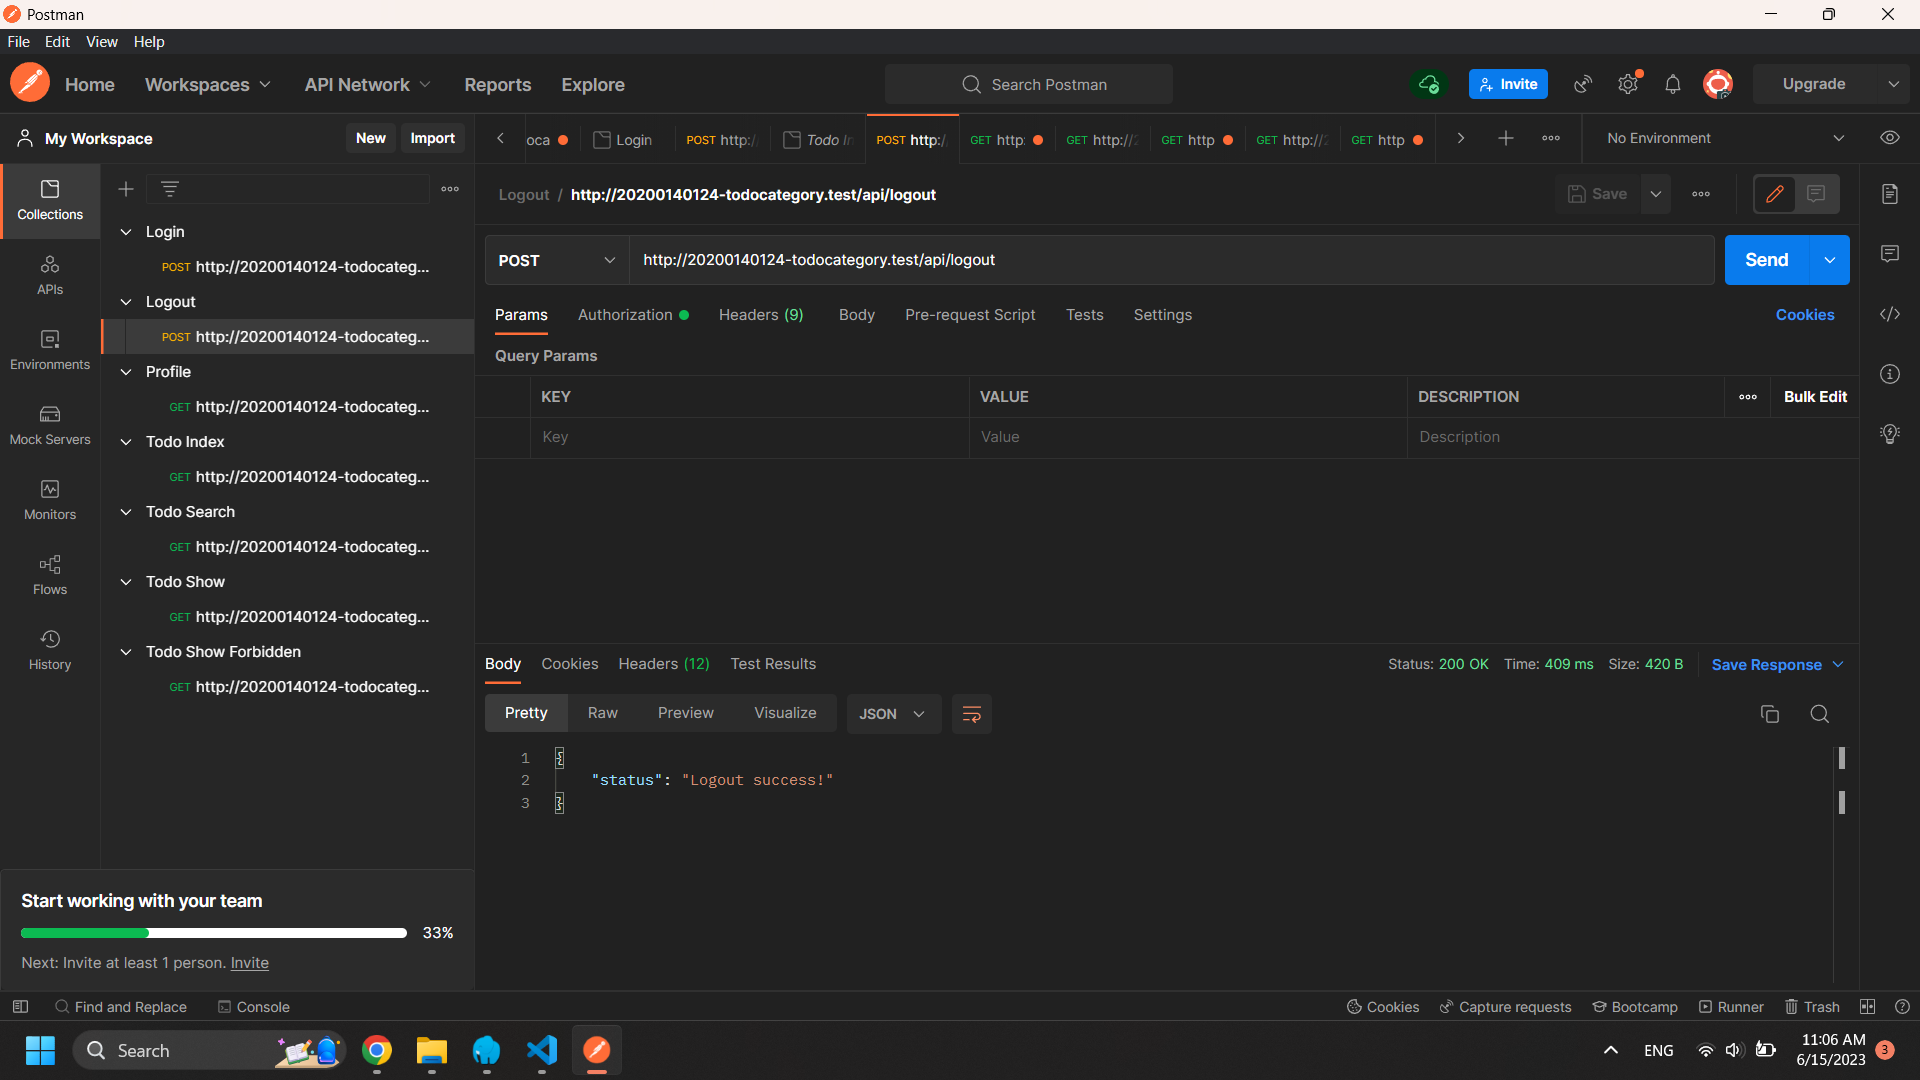 Postman
File Edit View Help
Home Workspaces API Network Reports Explore Search Postman Invite Upgrade
My Workspace New Import
oca Login POST http:/ Todo In POST http:/ GET http: GET http:// GET http GET http:// GET http No Environment
Collections
APIs
Environments
Mock Servers
Monitors
Flows
History
Login
POST http://20200140124-todocateg...
Logout
POST http://20200140124-todocateg...
Profile
GET http://20200140124-todocateg...
Todo Index
GET http://20200140124-todocateg...
Todo Search
GET http://20200140124-todocateg...
Todo Show
GET http://20200140124-todocateg...
Todo Show Forbidden
GET http://20200140124-todocateg...
Start working with your team
33%
Next: Invite at least 1 person. Invite
Logout / http://20200140124-todocategory.test/api/logout Save
POST http://20200140124-todocategory.test/api/logout Send
Params Authorization Headers (9) Body Pre-request Script Tests Settings Cookies
Query Params
KEY VALUE DESCRIPTION Bulk Edit
Key Value Description
Body Cookies Headers (12) Test Results Status: 200 OK Time: 409 ms Size: 420 B Save Response
Pretty Raw Preview Visualize JSON
1 {
2 "status": "Logout success!"
3 }
Find and Replace Console Cookies Capture requests Bootcamp Runner Trash
Search ENG 11:06 AM 3
6/15/2023